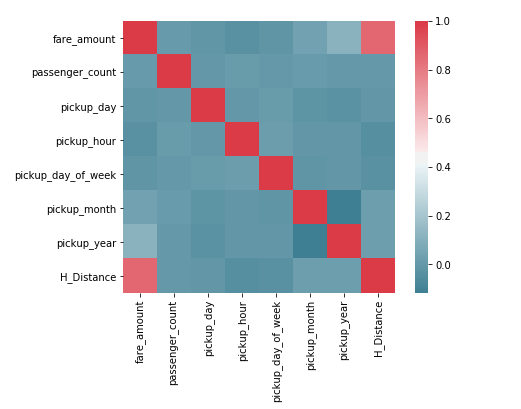 fare_amount
passenger_count
pickup_day
pickup_hour
pickup_day_of_week
pickup_month
pickup_year
H_Distance
fare_amount
passenger_count
pickup_day
pickup_hour
pickup_day_of_week
pickup_month
pickup_year
H_Distance
1.0
0.8
0.6
0.4
0.2
0.0